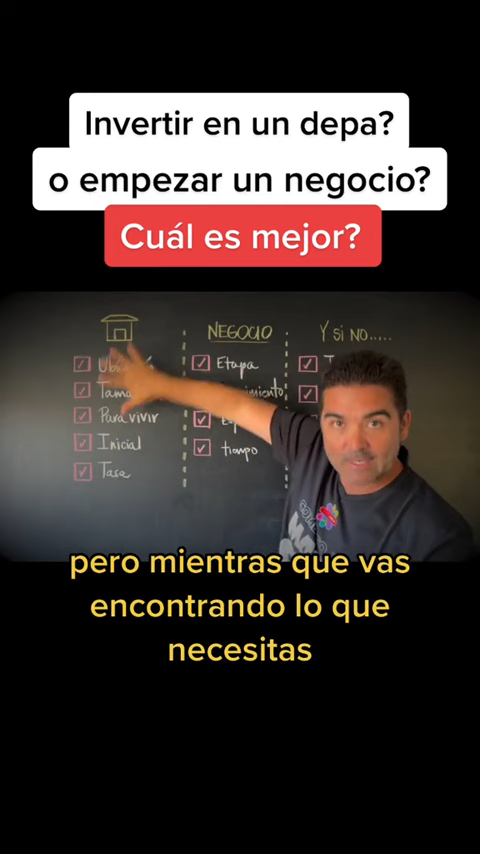 Invertir en un depa?
o empezar un negocio?
Cuál es mejor?
NEGOCIO
Y SI NO.....
Etapa
Para vivir
Inicial
tiempo
Tasa
pero mientras que vas
encontrando lo que
necesitas